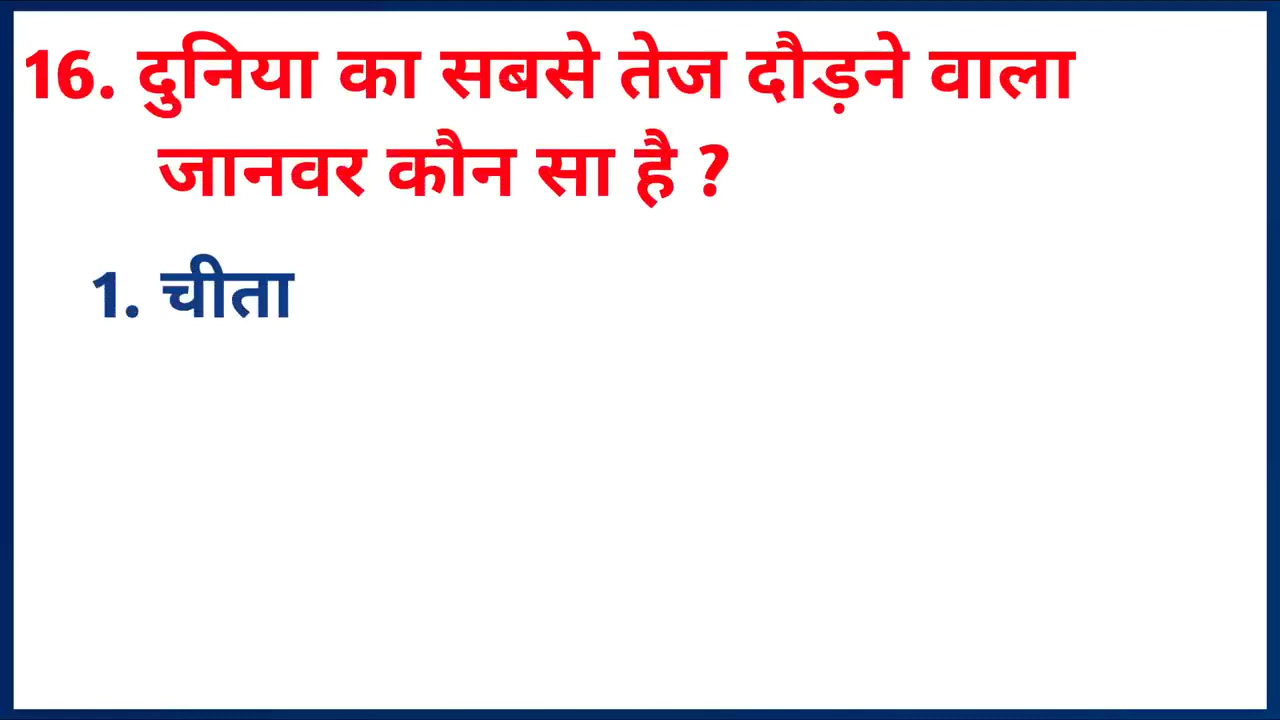 16. दुनिया का सबसे तेज दौड़ने वाला
जानवर कौन सा है ?
1. चीता